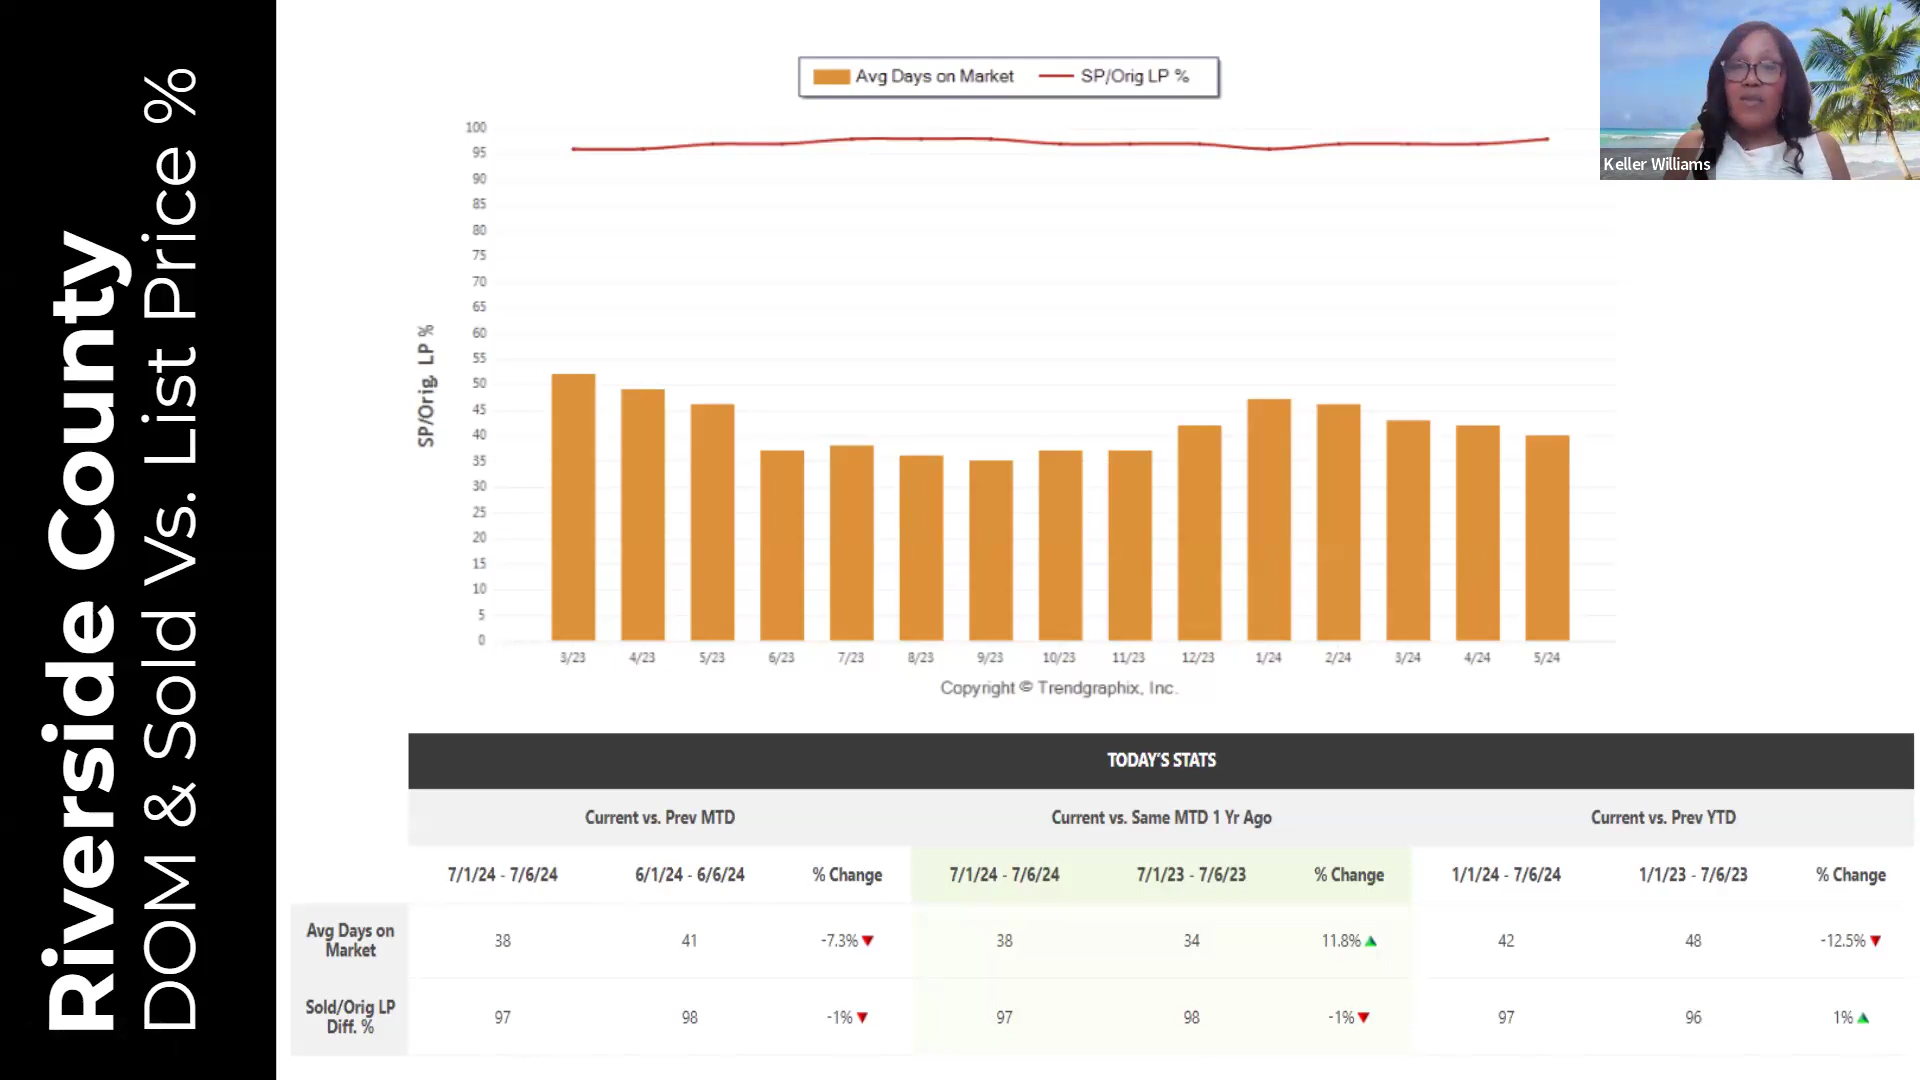 Riverside County
DOM & Sold Vs. List Price %
Avg Days on Market SP/Orig LP %
Keller Williams
SP/Orig. LP %
100
95
90
85
80
75
70
65
60
55
50
45
40
35
30
25
20
15
10
5
0
3/23 4/23 5/23 6/23 7/23 8/23 9/23 10/23 11/23 12/23 1/24 2/24 3/24 4/24 5/24
Copyright © Trendgraphix, Inc.
TODAY'S STATS
Current vs. Prev MTD Current vs. Same MTD 1 Yr Ago Current vs. Prev YTD
7/1/24 - 7/6/24 6/1/24 - 6/6/24 % Change 7/1/24 - 7/6/24 7/1/23 - 7/6/23 % Change 1/1/24 - 7/6/24 1/1/23 - 7/6/23 % Change
Avg Days on
Market
38 41 -7.3% 38 34 11.8% 42 48 -12.5%
Sold/Orig LP
Diff. %
97 98 -1% 97 98 -1% 97 96 1%